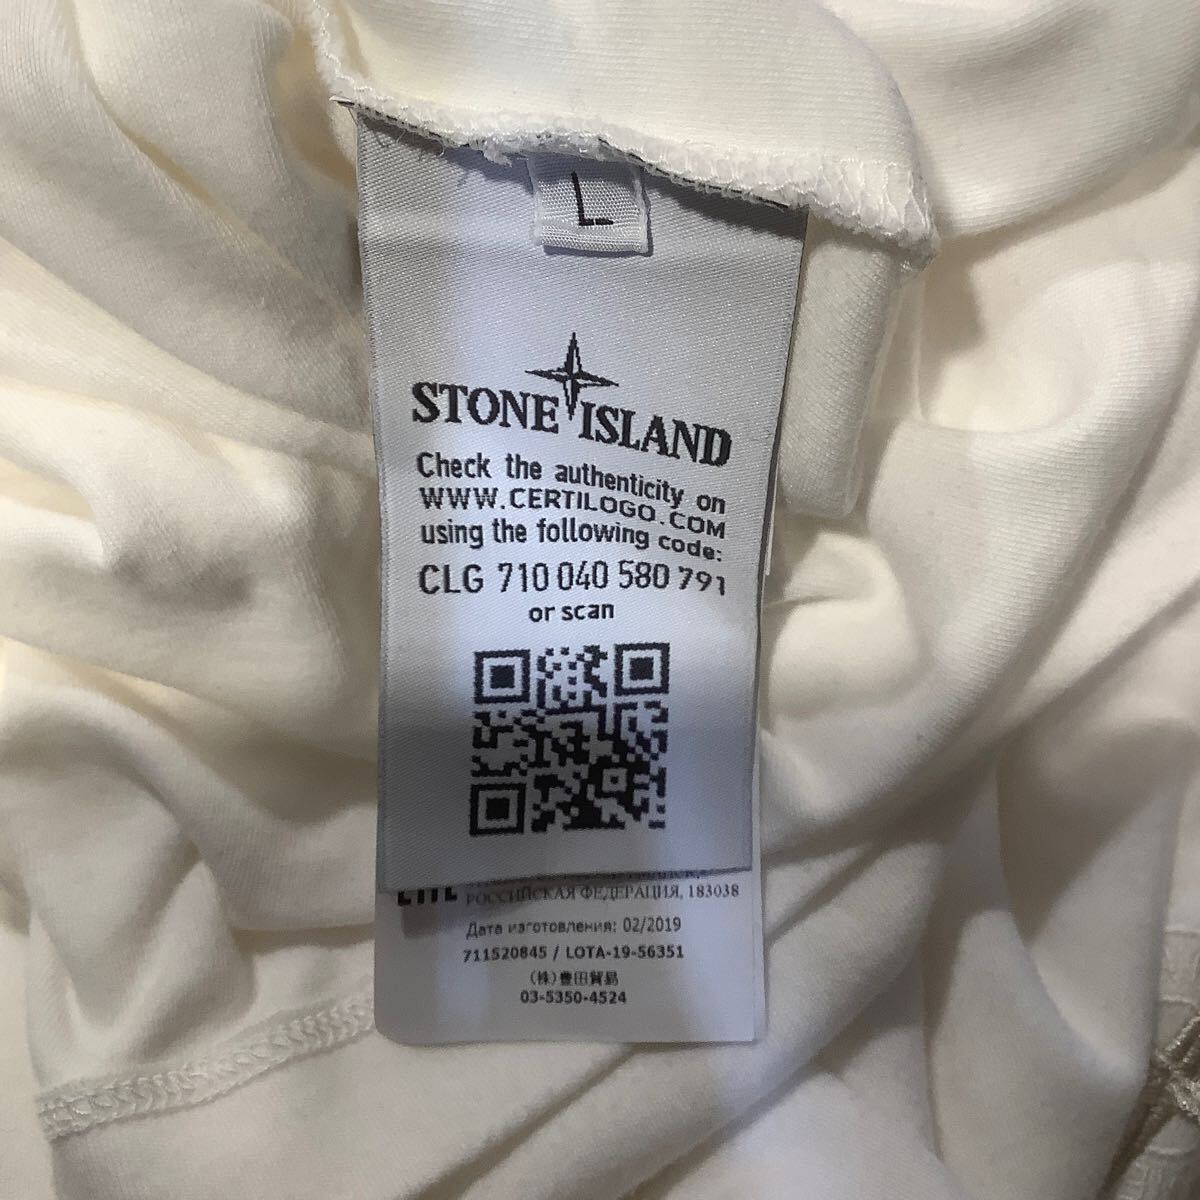 L
STONE ISLAND
Check the authenticity on
WWW.CERTILOGO.COM
using the following code:
CLG 710 040 580 791
or scan
РОССИЙСКАЯ ФЕДЕРАЦИЯ, 183038
Дата изготовления: 02/2019
711520845 / LOTA-19-56351
(株)豊田貿易
03-5350-4524